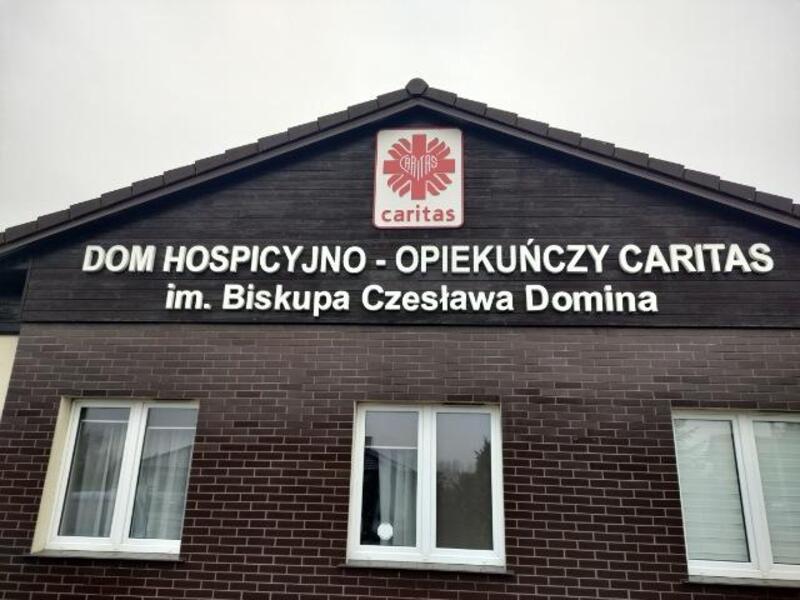 CARITAS
caritas
DOM HOSPICYJNO - OPIEKUŃCZY CARITAS
im. Biskupa Czesława Domina